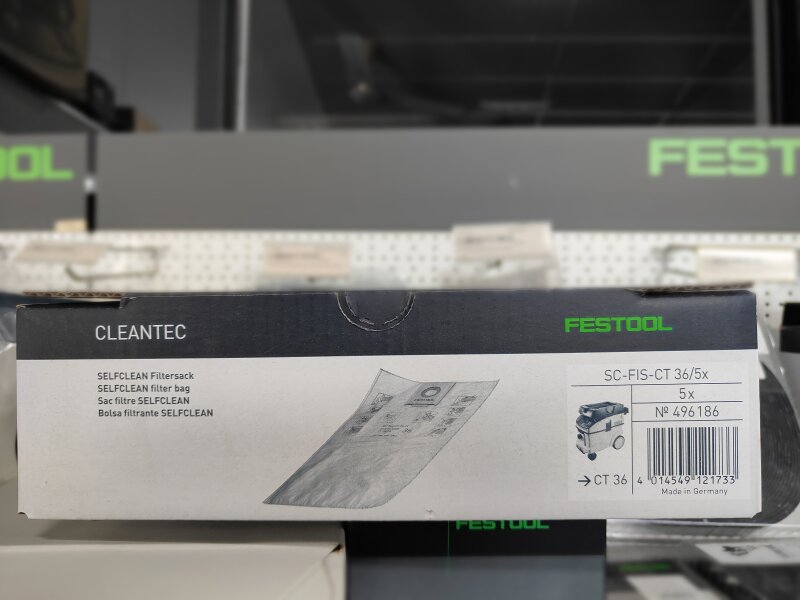 FESTOOL
CLEANTEC
FESTOOL
SELFCLEAN Filtersack
SELFCLEAN filter bag
Sac filtre SELFCLEAN
Bolsa filtrante SELFCLEAN
SC-FIS-CT 36/5x
5x
№ 496186
→ CT 36
4 014549 121733
Made in Germany
FESTOOL